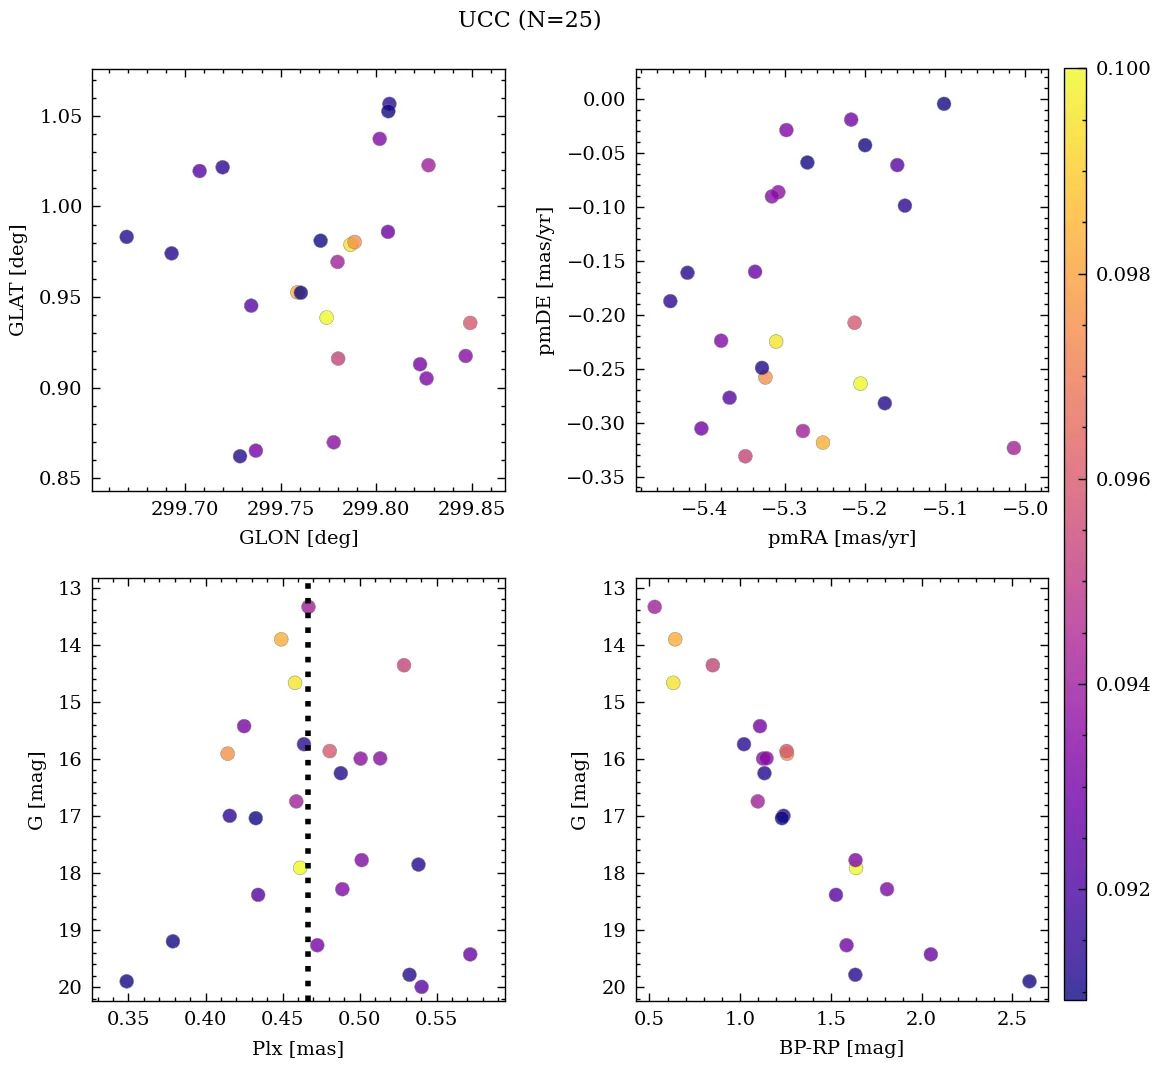 UCC (N=25)
1.05
1.00
0.95
0.90
0.85
GLAT [deg]
299.70 299.75 299.80 299.85
GLON [deg]
0.00
−0.05
−0.10
−0.15
−0.20
−0.25
−0.30
−0.35
pmDE [mas/yr]
−5.4 −5.3 −5.2 −5.1 −5.0
pmRA [mas/yr]
0.100
0.098
0.096
0.094
0.092
13
14
15
16
17
18
19
20
G [mag]
0.35 0.40 0.45 0.50 0.55
Plx [mas]
13
14
15
16
17
18
19
20
G [mag]
0.5 1.0 1.5 2.0 2.5
BP-RP [mag]